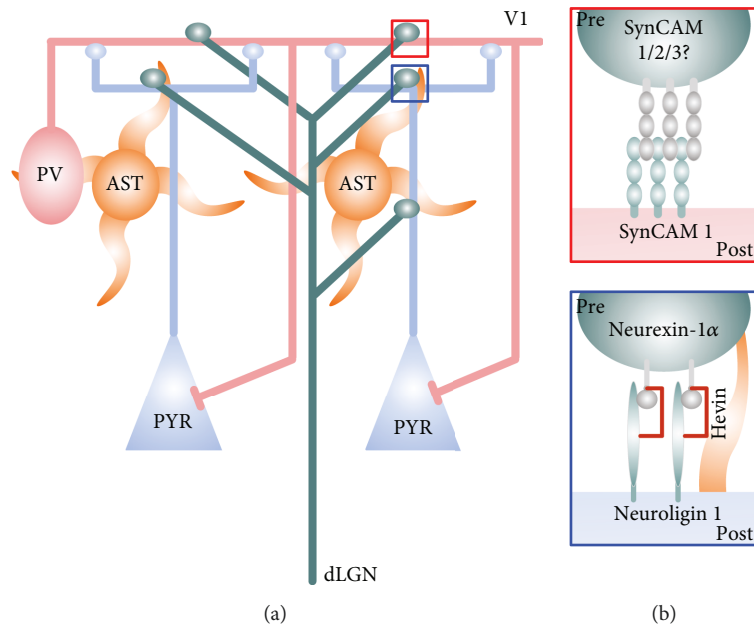 V1
PV
AST
AST
PYR
PYR
dLGN
(a)
Pre
SynCAM
1/2/3?
SynCAM 1
Post
Pre
Neurexin-1α
Hevin
Neuroligin 1
Post
(b)